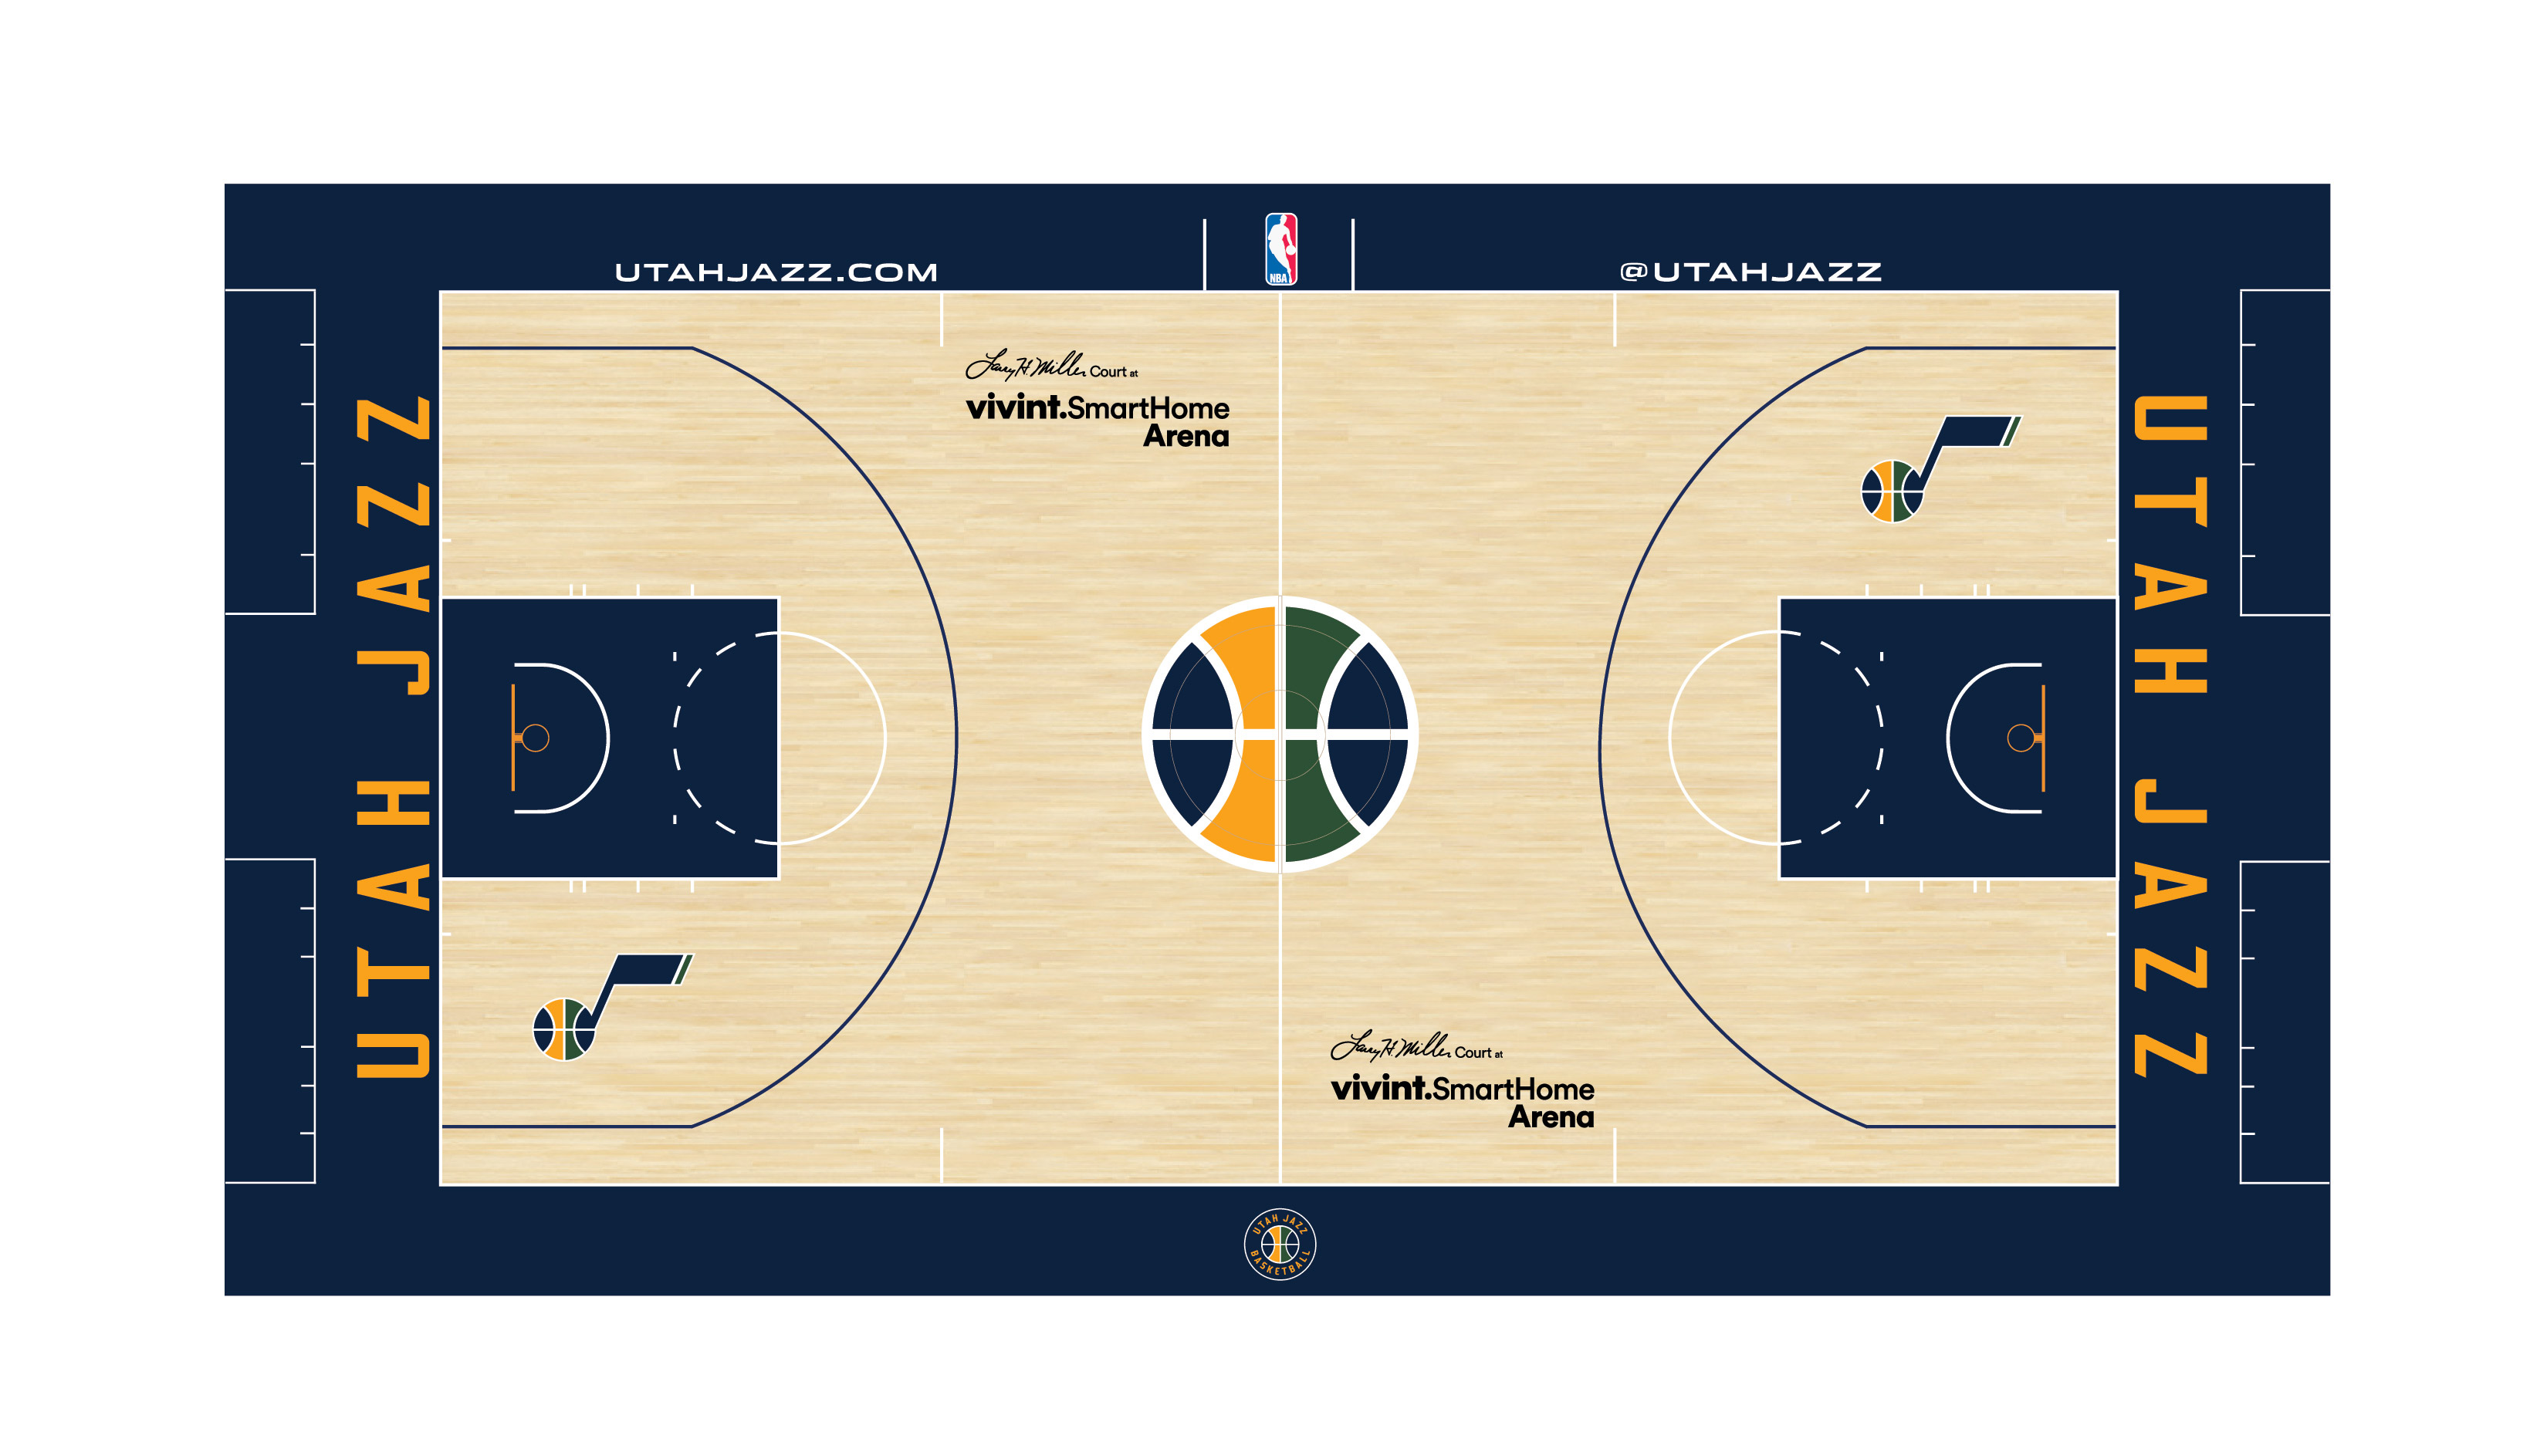 UTAHJAZZ.COM
NBA
@UTAHJAZZ
Larry H. Miller Court at
vivint.SmartHome
Arena
UTAH JAZZ
UTAH JAZZ
Larry H. Miller Court at
vivint.SmartHome
Arena
UTAH JAZZ
BASKETBALL